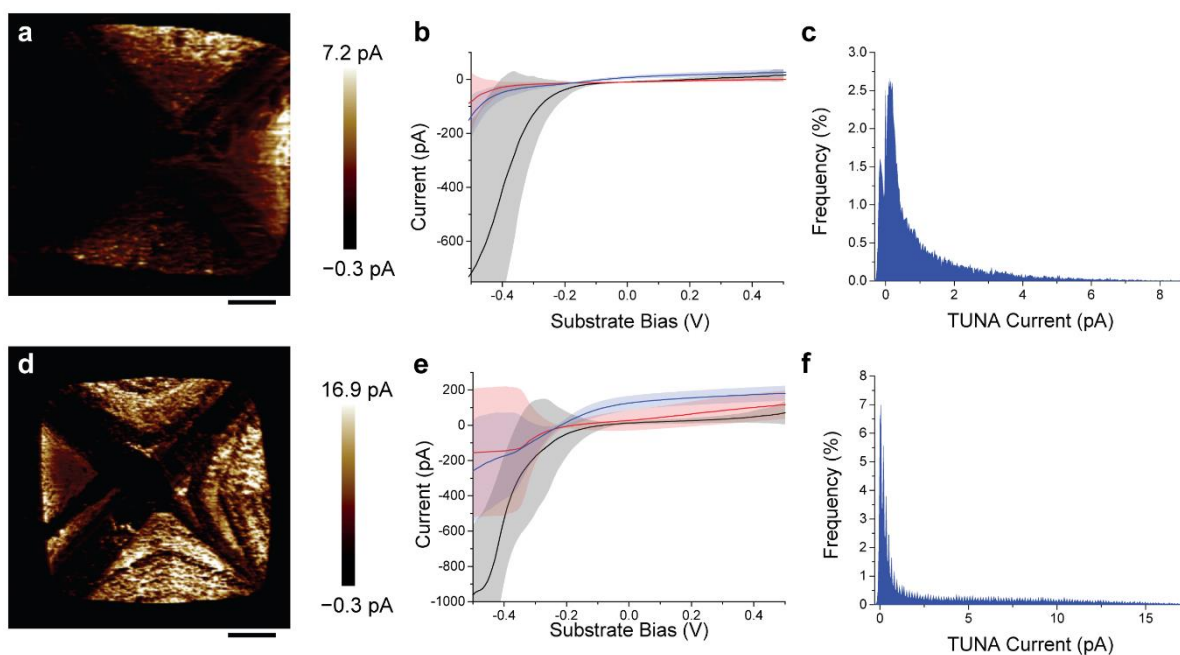 a
7.2 pA
−0.3 pA
b
0
-200
-400
-600
Current (pA)
-0.4
-0.2
0.0
0.2
0.4
Substrate Bias (V)
c
3.0
2.5
2.0
1.5
1.0
0.5
0.0
Frequency (%)
0
2
4
6
8
TUNA Current (pA)
d
16.9 pA
−0.3 pA
e
200
0
-200
-400
-600
-800
-1000
Current (pA)
-0.4
-0.2
0.0
0.2
0.4
Substrate Bias (V)
f
8
7
6
5
4
3
2
1
0
Frequency (%)
0
5
10
15
TUNA Current (pA)